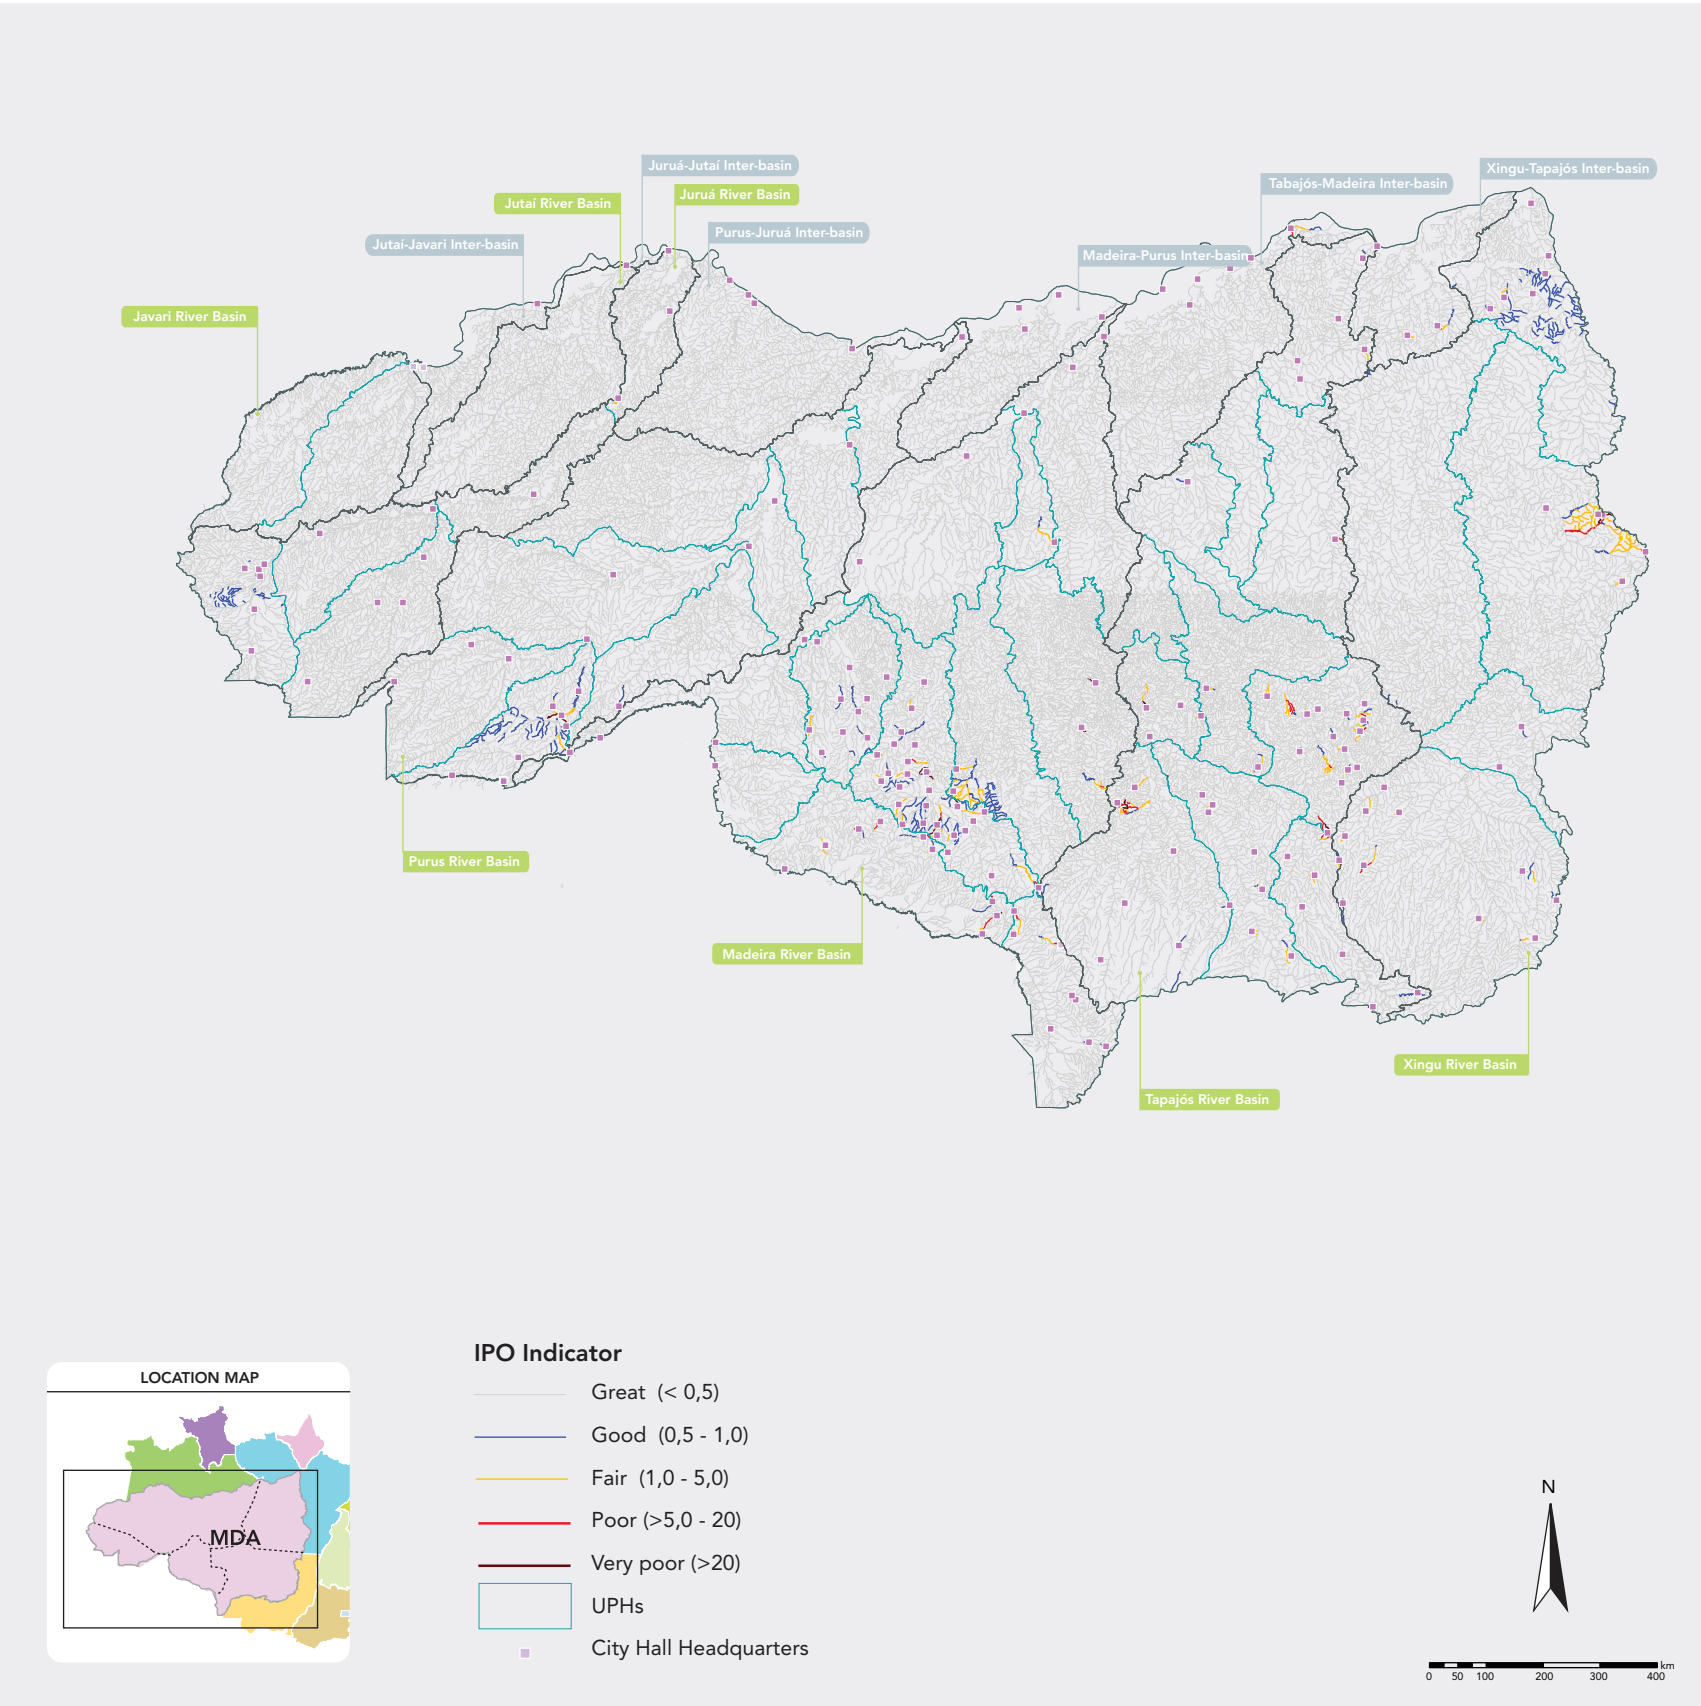 Juruá-Jutaí Inter-basin
Xingu-Tapajós Inter-basin
Tabajós-Madeira Inter-basin
Juruá River Basin
Jutaí River Basin
Purus-Juruá Inter-basin
Jutaí-Javari Inter-basin
Madeira-Purus Inter-basin
Javari River Basin
Purus River Basin
Madeira River Basin
Xingu River Basin
Tapajós River Basin
IPO Indicator
Great (< 0,5)
Good (0,5 - 1,0)
Fair (1,0 - 5,0)
Poor (>5,0 - 20)
Very poor (>20)
UPHs
City Hall Headquarters
LOCATION MAP
MDA
N
km
0 50 100 200 300 400